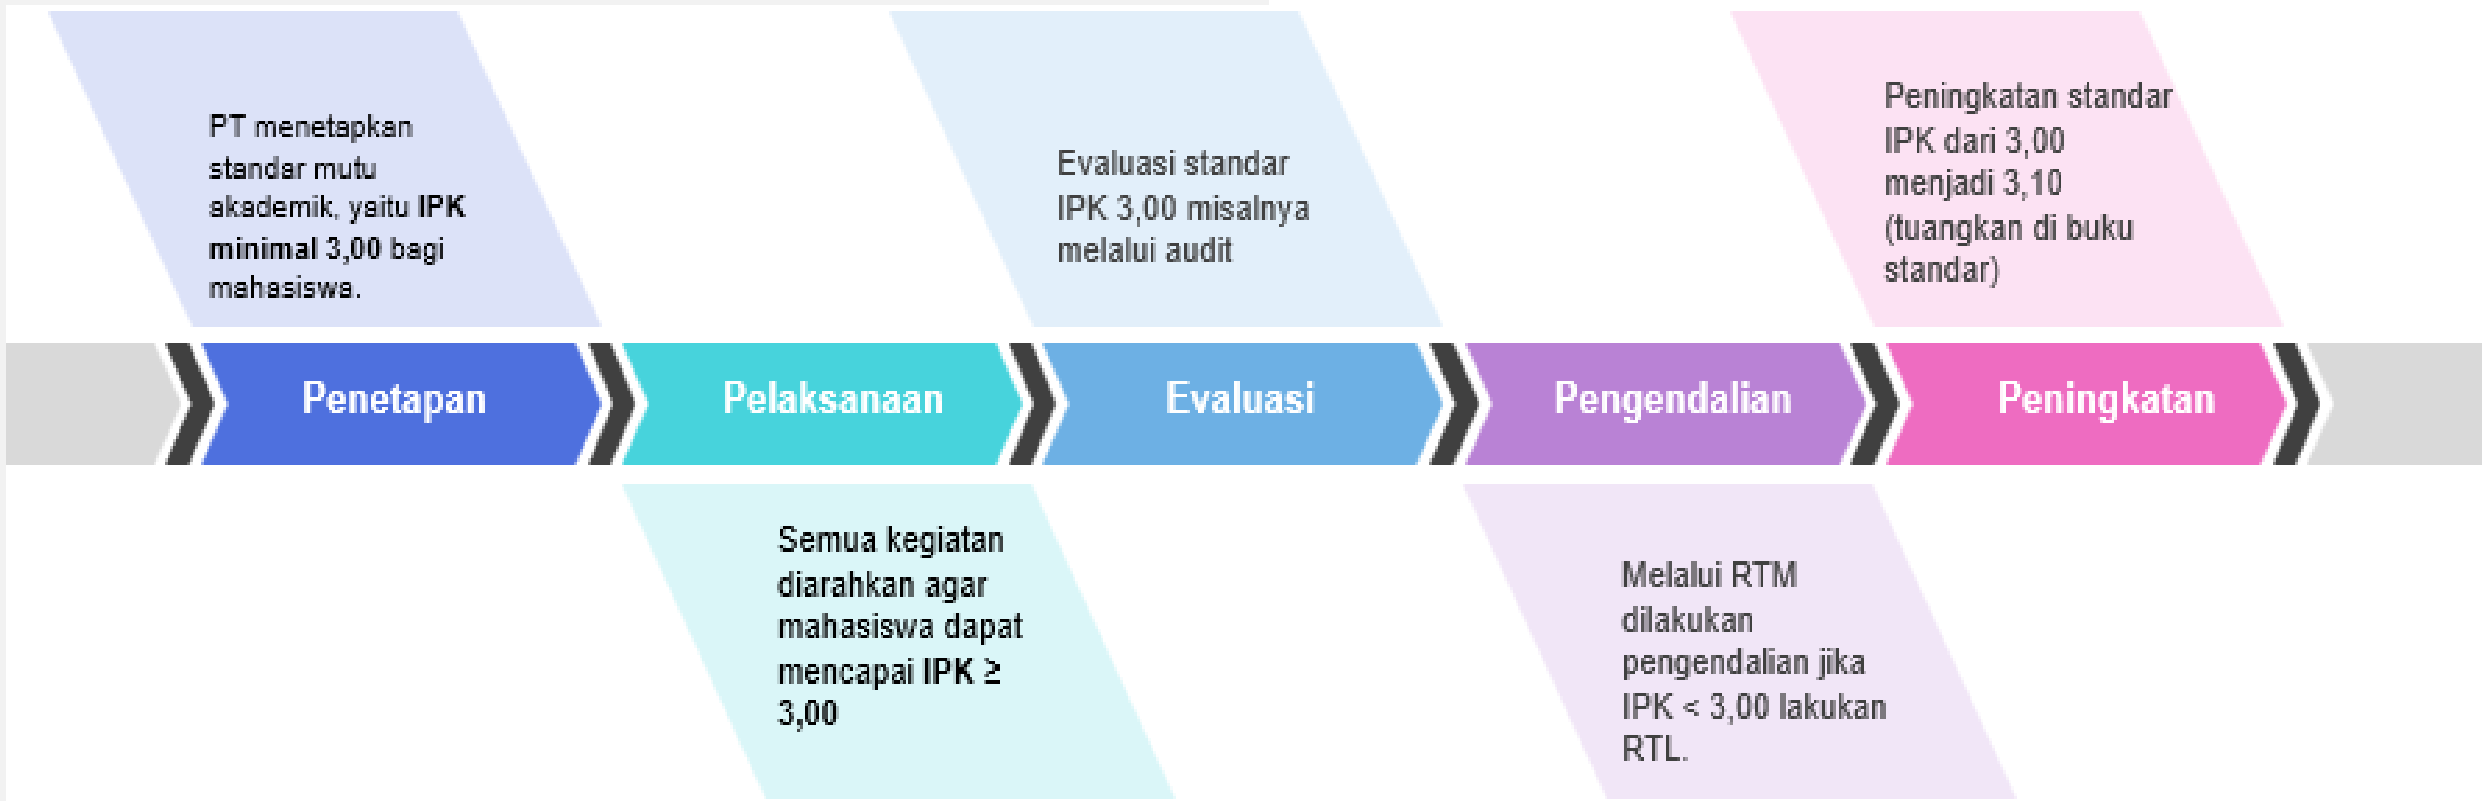 PT menetapkan
standar mutu
akademik, yaitu IPK
minimal 3,00 bagi
mahasiswa.
Evaluasi standar
IPK 3,00 misalnya
melalui audit
Peningkatan standar
IPK dari 3,00
menjadi 3,10
(tuangkan di buku
standar)
Penetapan
Pelaksanaan
Evaluasi
Pengendalian
Peningkatan
Semua kegiatan
diarahkan agar
mahasiswa dapat
mencapai IPK ≥
3,00
Melalui RTM
dilakukan
pengendalian jika
IPK < 3,00 lakukan
RTL.